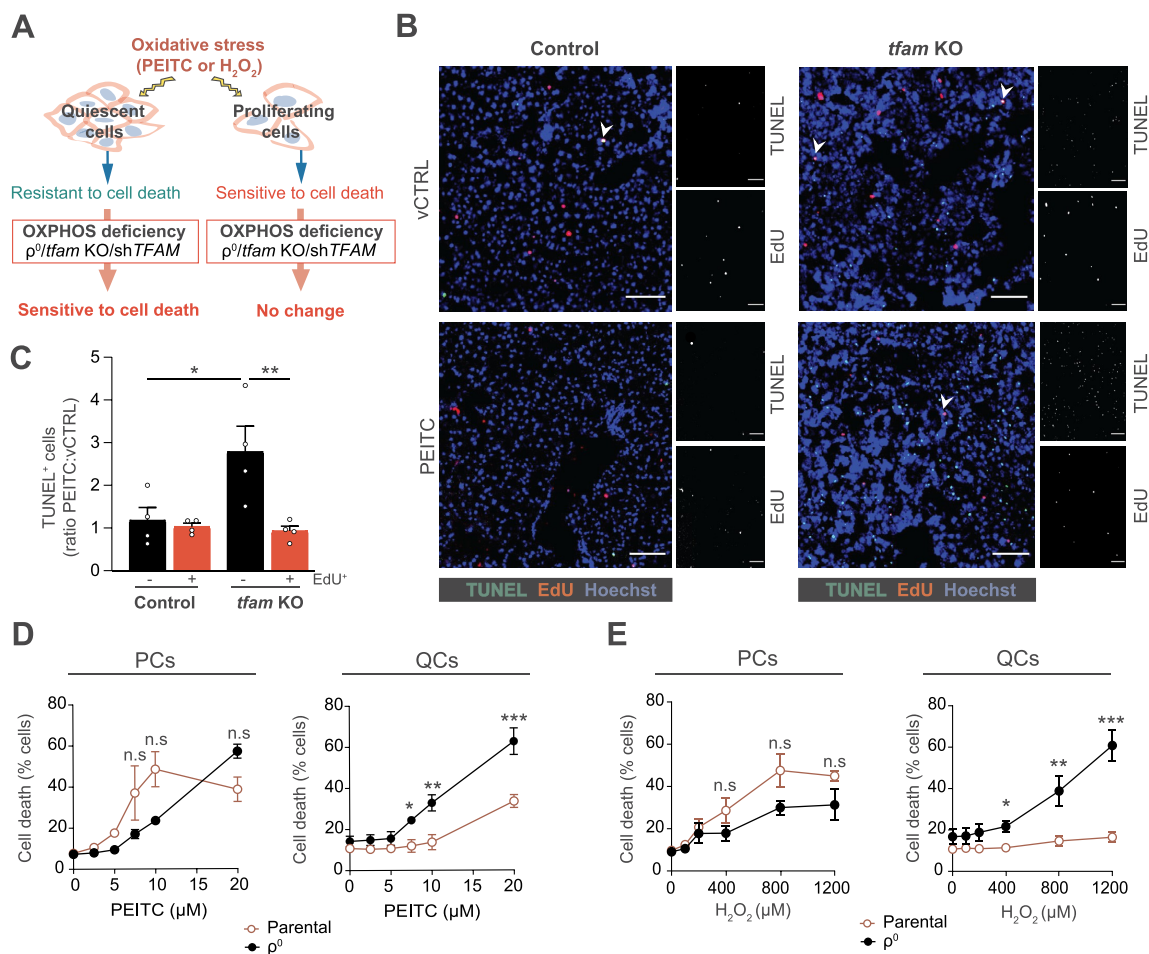 A
Oxidative stress
(PEITC or H₂O₂)
Quiescent
cells
Proliferating
cells
Resistant to cell death
Sensitive to cell death
OXPHOS deficiency
ρ⁰/tfam KO/shTFAM
OXPHOS deficiency
ρ⁰/tfam KO/shTFAM
Sensitive to cell death
No change
B
Control
tfam KO
vCTRL
TUNEL
EdU
TUNEL
EdU
PEITC
TUNEL
EdU
TUNEL
EdU
TUNEL EdU Hoechst
TUNEL EdU Hoechst
C
TUNEL⁺ cells
(ratio PEITC:vCTRL)
5
4
3
2
1
0
*
**
- + - + EdU⁺
Control
tfam KO
D
PCs
Cell death (% cells)
80
60
40
20
0
n.s
n.s
n.s
0 5 10 15 20
PEITC (µM)
QCs
Cell death (% cells)
80
60
40
20
0
*
**
***
0 5 10 15 20
PEITC (µM)
Parental
ρ⁰
E
PCs
Cell death (% cells)
80
60
40
20
0
n.s
n.s
n.s
0 400 800 1200
H₂O₂ (µM)
QCs
Cell death (% cells)
80
60
40
20
0
*
**
***
0 400 800 1200
H₂O₂ (µM)
Parental
ρ⁰